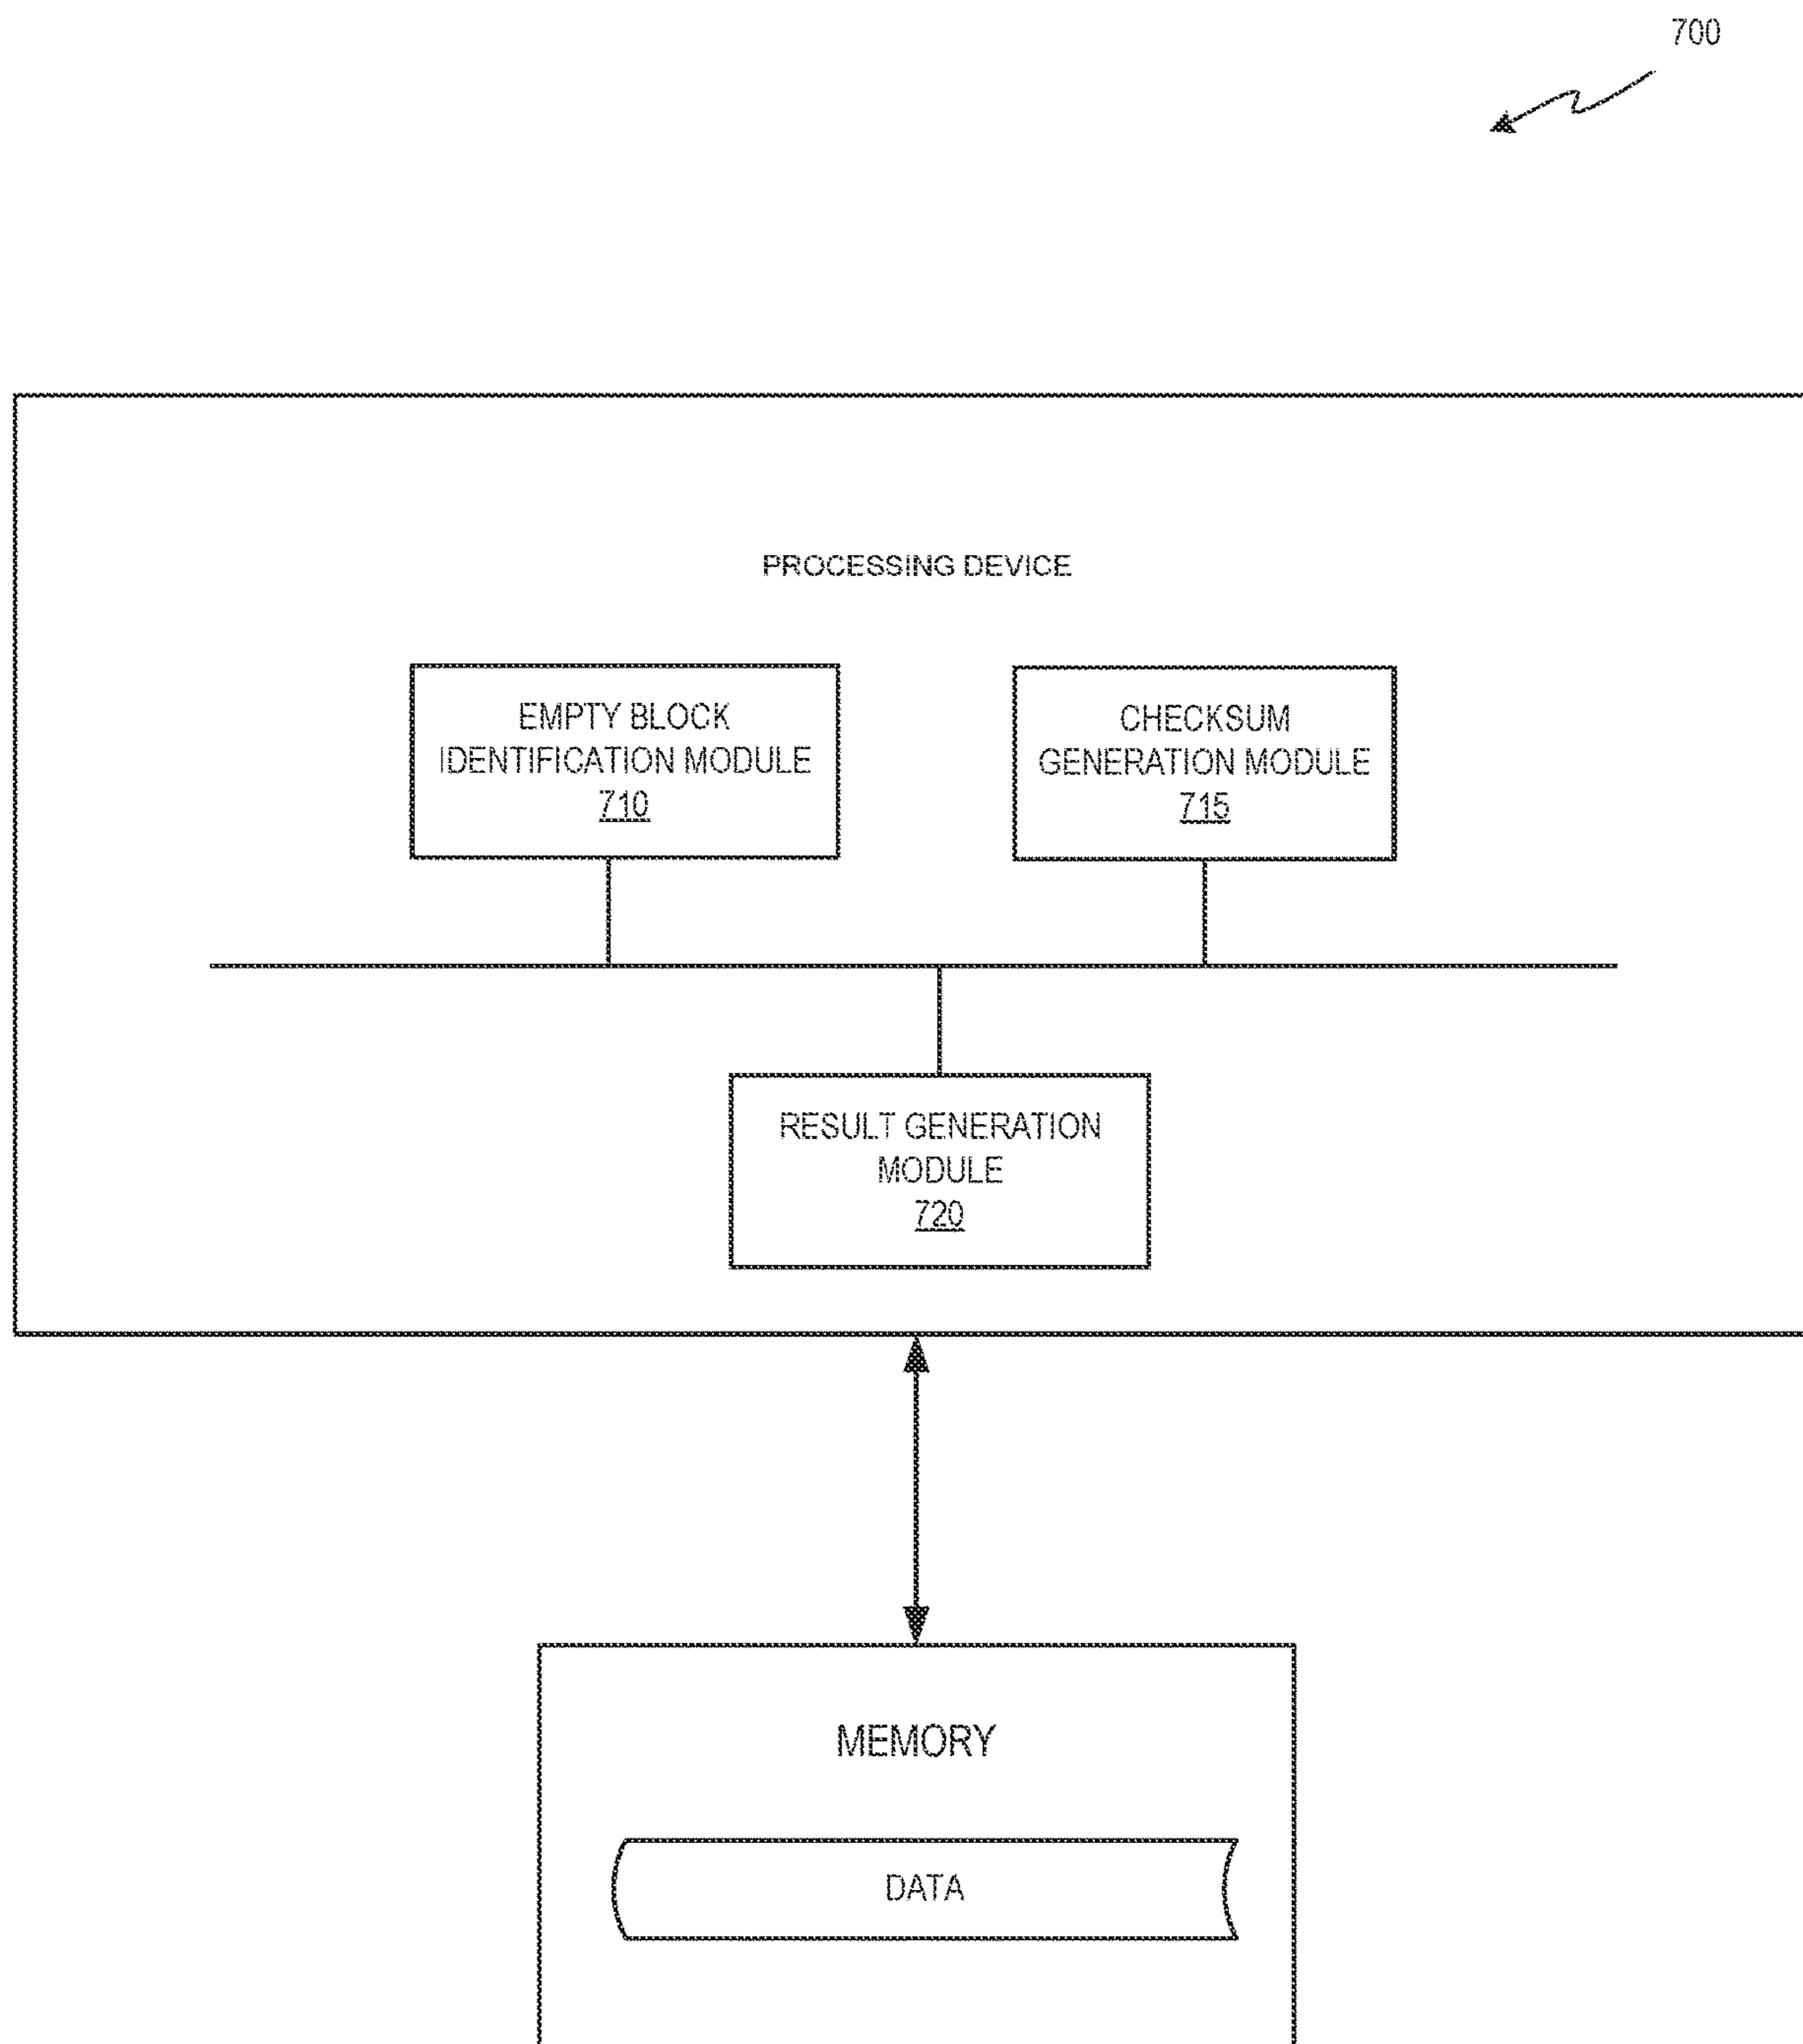 700
PROCESSING DEVICE
EMPTY BLOCK
IDENTIFICATION MODULE
710
CHECKSUM
GENERATION MODULE
715
RESULT GENERATION
MODULE
720
MEMORY
DATA